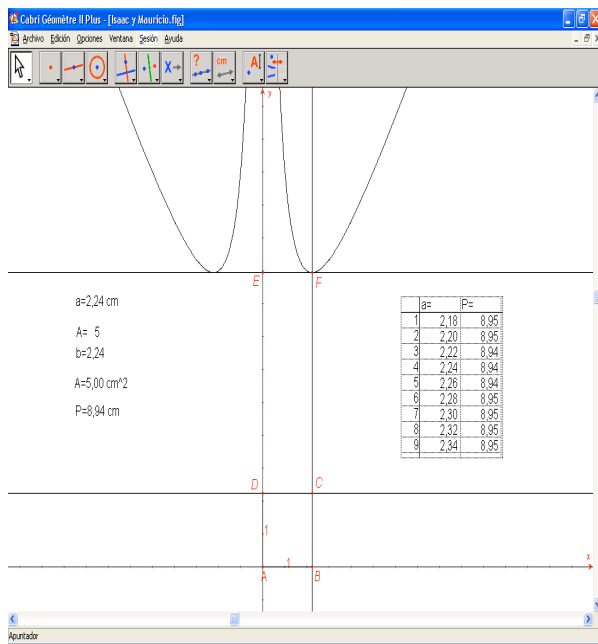 Cabri Géomètre II Plus - [Isaac y Mauricio.fig]
Archivo Edición Opciones Ventana Sesión Ayuda
? cm A
y
E F
a=2,24 cm
A= 5
b=2,24
A=5,00 cm^2
P=8,94 cm
a= P=
1 2,18 8,95
2 2,20 8,95
3 2,22 8,94
4 2,24 8,94
5 2,26 8,94
6 2,28 8,95
7 2,30 8,95
8 2,32 8,95
9 2,34 8,95
D C
1
1
x
A B
Apuntador